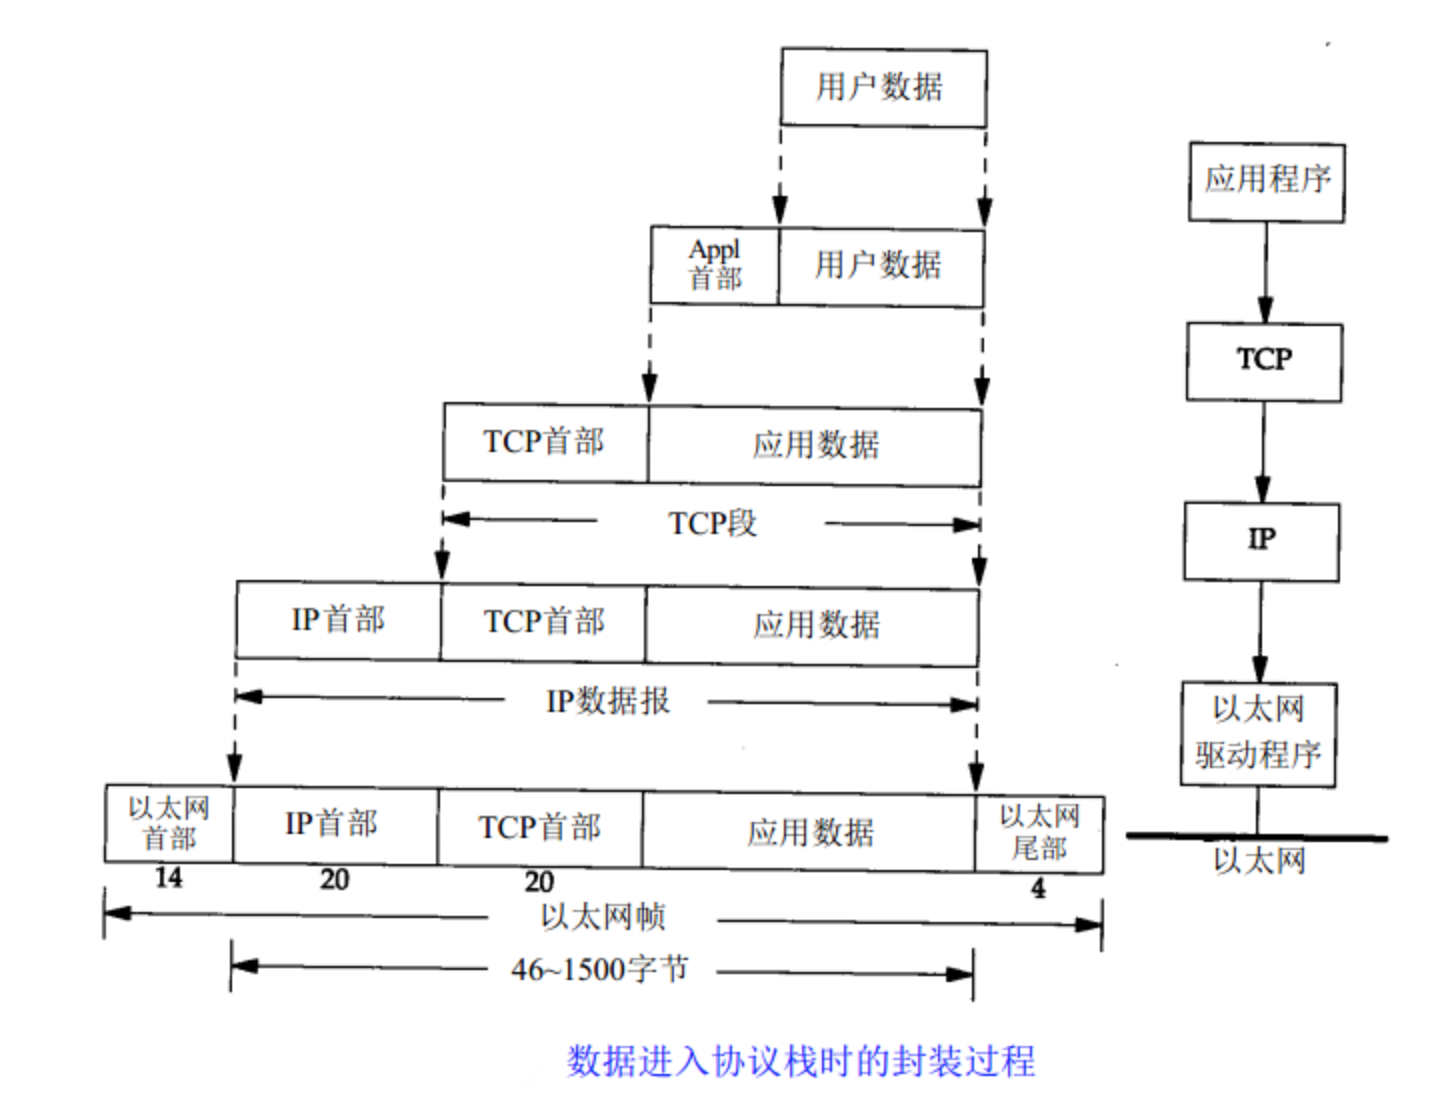 用户数据
应用程序
Appl
首部
用户数据
TCP
TCP首部
应用数据
TCP段
IP
IP首部
TCP首部
应用数据
IP数据报
以太网
驱动程序
以太网
首部
IP首部
TCP首部
应用数据
以太网
尾部
以太网
14
20
20
4
以太网帧
46~1500字节
数据进入协议栈时的封装过程